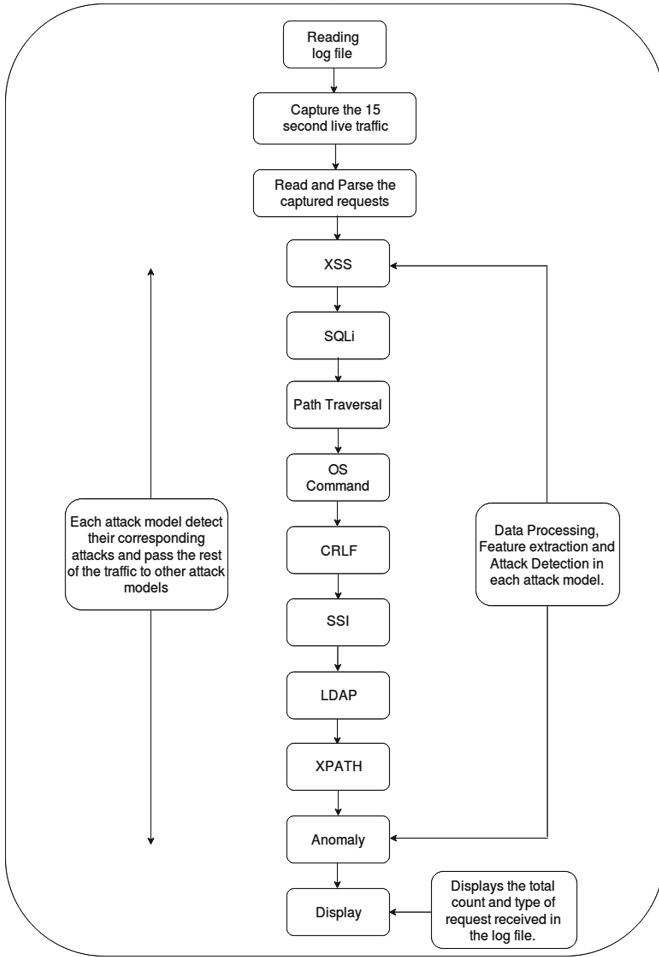 Reading
log file
Capture the 15
second live traffic
Read and Parse the
captured requests
XSS
SQLi
Path Traversal
OS
Command
CRLF
SSI
LDAP
XPATH
Anomaly
Display
Each attack model detect
their corresponding
attacks and pass the rest
of the traffic to other attack
models
Data Processing,
Feature extraction and
Attack Detection in
each attack model.
Displays the total
count and type of
request received in
the log file.